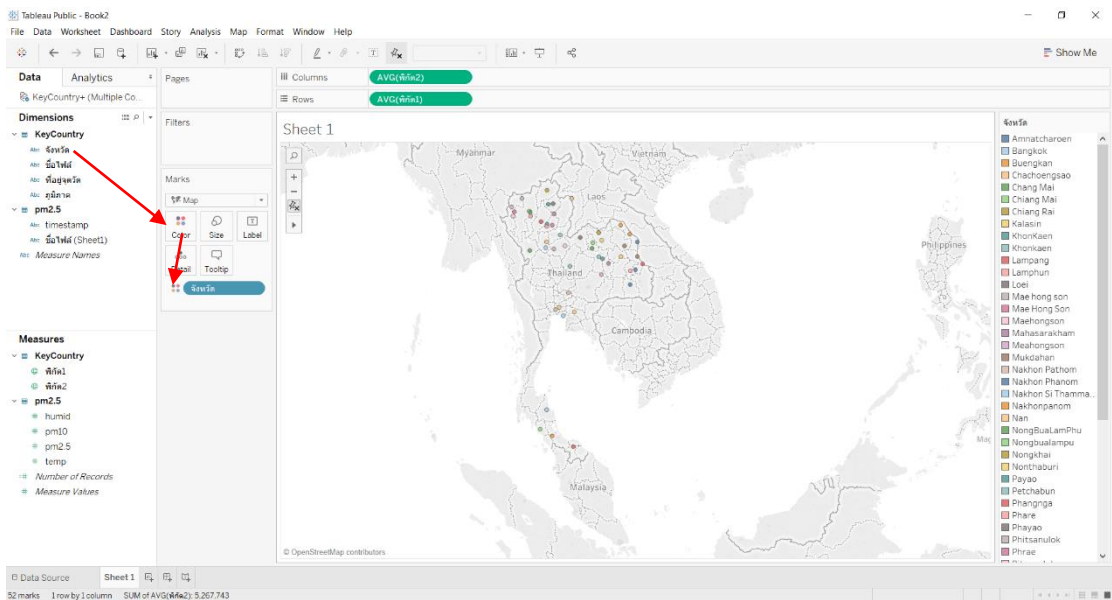 Tableau Public - Book2
File Data Worksheet Dashboard Story Analysis Map Format Window Help
Show Me
Data Analytics
KeyCountry+ (Multiple Co...
Dimensions
KeyCountry
Abc จังหวัด
Abc ชื่อไฟล์
Abc ที่อยู่จุดวัด
Abc ภูมิภาค
pm2.5
Abc timestamp
Abc ชื่อไฟล์ (Sheet1)
Abc Measure Names
Measures
KeyCountry
พิกัด1
พิกัด2
pm2.5
humid
pm10
pm2.5
temp
Number of Records
Measure Values
Pages
Filters
Marks
Map
Color Size Label
Detail Tooltip
จังหวัด
Columns AVG(พิกัด2)
Rows AVG(พิกัด1)
Sheet 1
Myanmar
Vietnam
Laos
Thailand
Philippines
Cambodia
Malaysia
© OpenStreetMap contributors
จังหวัด
Amnatcharoen
Bangkok
Buengkan
Chachoengsao
Chang Mai
Chiang Mai
Chiang Rai
Kalasin
KhonKaen
Khonkaen
Lampang
Lamphun
Loei
Mae hong son
Mae Hong Son
Maehongson
Mahasarakham
Meahongson
Mukdahan
Nakhon Pathom
Nakhon Phanom
Nakhon Si Thamma..
Nakhonpanom
Nan
NongBuaLamPhu
Nongbualampu
Nongkhai
Nonthaburi
Payao
Petchabun
Phangnga
Phare
Phayao
Phitsanulok
Phrae
Data Source Sheet 1
52 marks 1 row by 1 column SUM of AVG(พิกัด2): 5,267.743